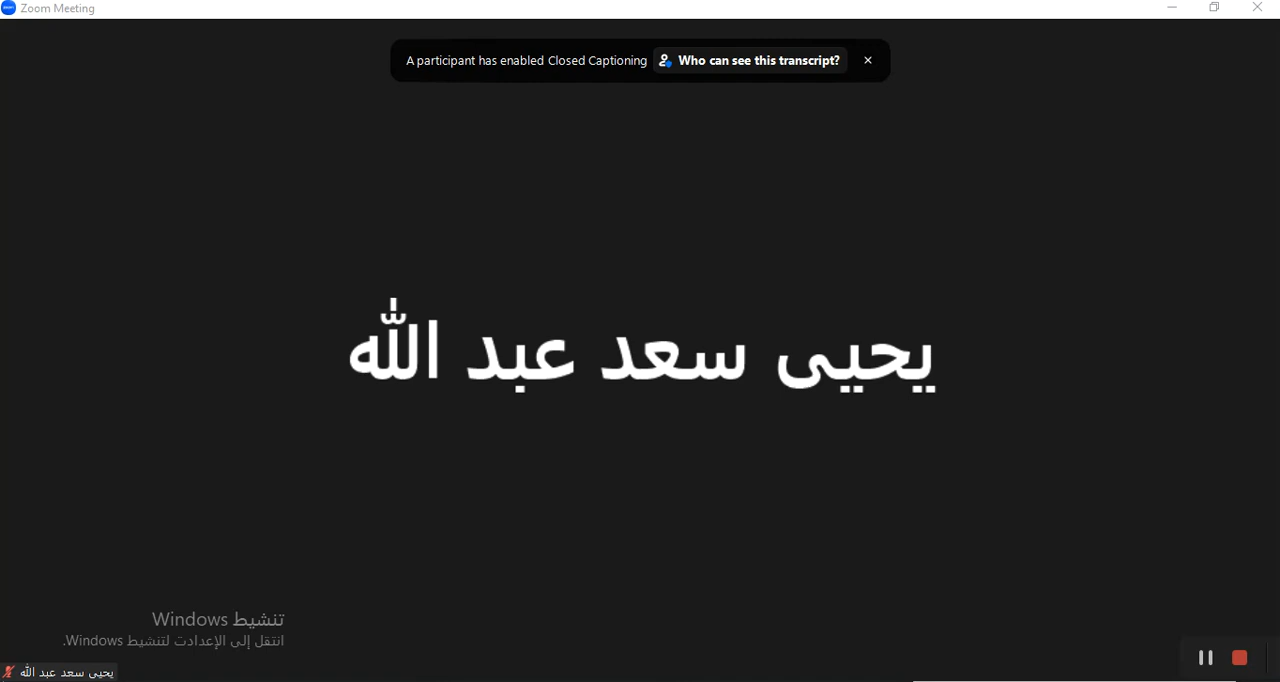 Zoom Meeting
A participant has enabled Closed Captioning Who can see this transcript?
يحيى سعد عبد الله
تنشيط Windows
انتقل إلى الإعدادت لتنشيط Windows.
يحيى سعد عبد الله